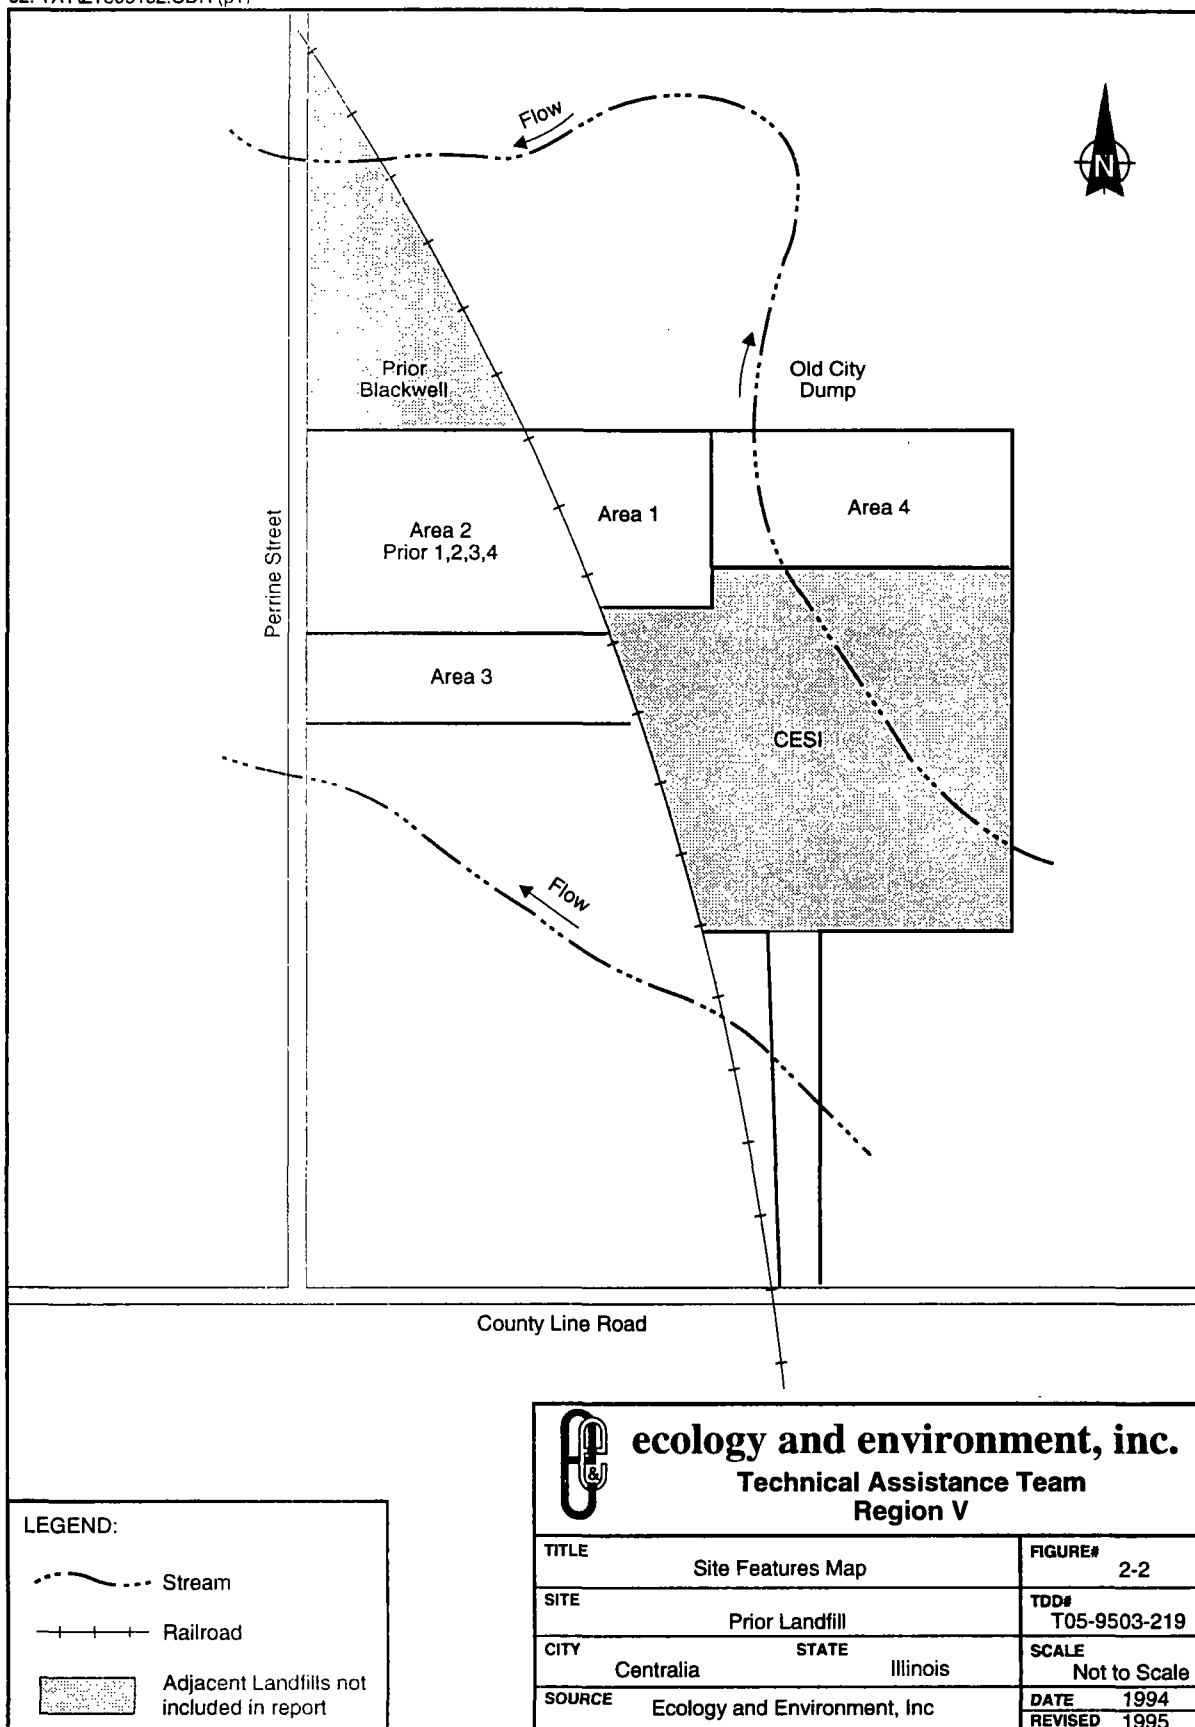 Flow
N
Prior
Blackwell
Old City
Dump
Perrine Street
Area 2
Prior 1,2,3,4
Area 1
Area 4
Area 3
CESI
Flow
County Line Road
ecology and environment, inc.
Technical Assistance Team
Region V
TITLE
Site Features Map
FIGURE#
2-2
SITE
Prior Landfill
TDD#
T05-9503-219
CITY
Centralia
STATE
Illinois
SCALE
Not to Scale
SOURCE
Ecology and Environment, Inc
DATE 1994
REVISED 1995
LEGEND:
Stream
Railroad
Adjacent Landfills not
included in report